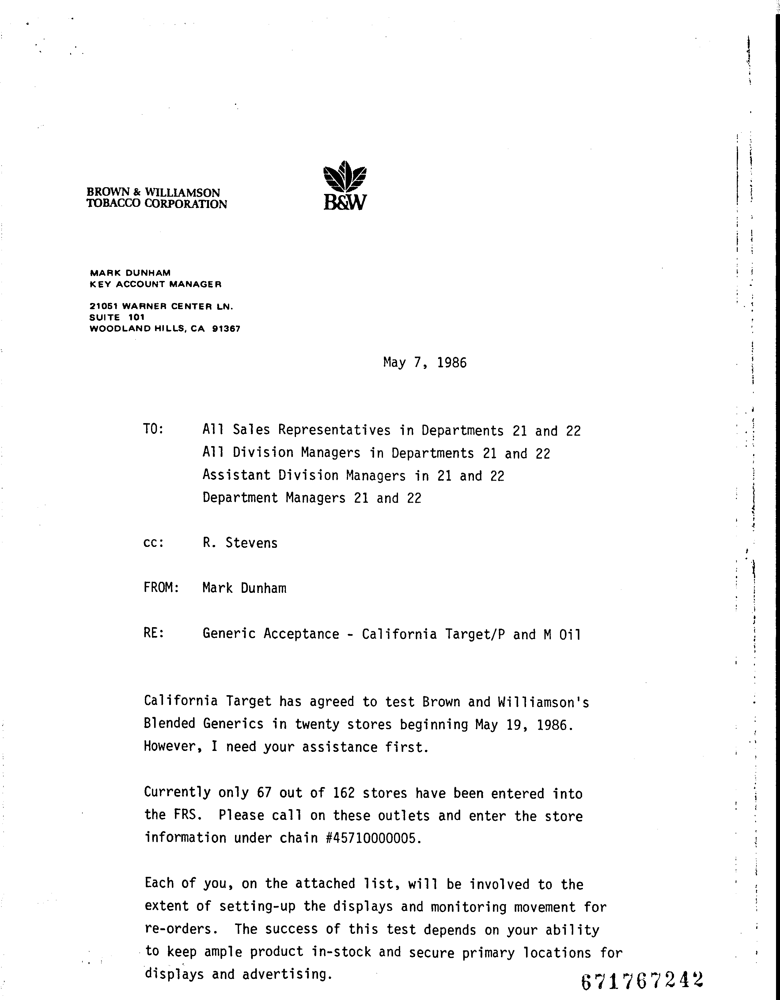 BROWN & WILLIAMSON
TOBACCO CORPORATION
B&W
MARK DUNHAM
KEY ACCOUNT MANAGER
21051 WARNER CENTER LN.
SUITE 101
WOODLAND HILLS, CA 91367
May 7, 1986
TO: All Sales Representatives in Departments 21 and 22
All Division Managers in Departments 21 and 22
Assistant Division Managers in 21 and 22
Department Managers 21 and 22
cc: R. Stevens
FROM: Mark Dunham
RE: Generic Acceptance - California Target/P and M Oil
California Target has agreed to test Brown and Williamson's
Blended Generics in twenty stores beginning May 19, 1986.
However, I need your assistance first.
Currently only 67 out of 162 stores have been entered into
the FRS. Please call on these outlets and enter the store
information under chain #45710000005.
Each of you, on the attached list, will be involved to the
extent of setting-up the displays and monitoring movement for
re-orders. The success of this test depends on your ability
to keep ample product in-stock and secure primary locations for
displays and advertising.
671767242